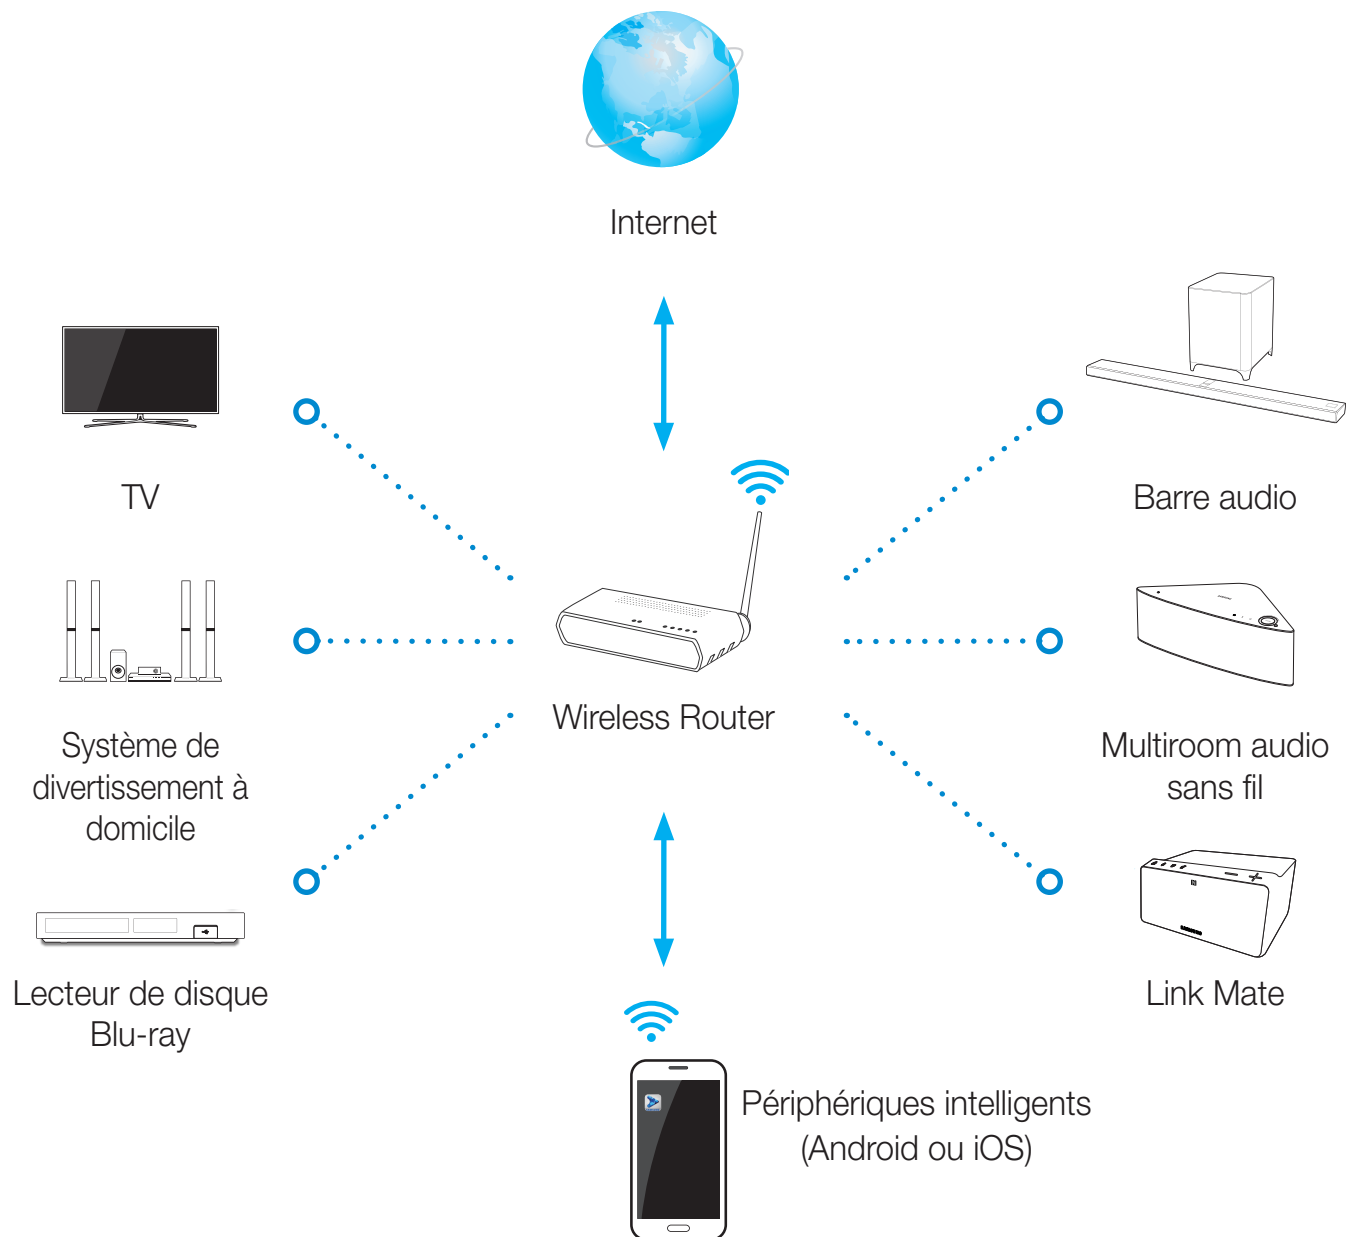 Internet
TV
Barre audio
Wireless Router
Système de
divertissement à
domicile
Multiroom audio
sans fil
Lecteur de disque
Blu-ray
Link Mate
Périphériques intelligents
(Android ou iOS)